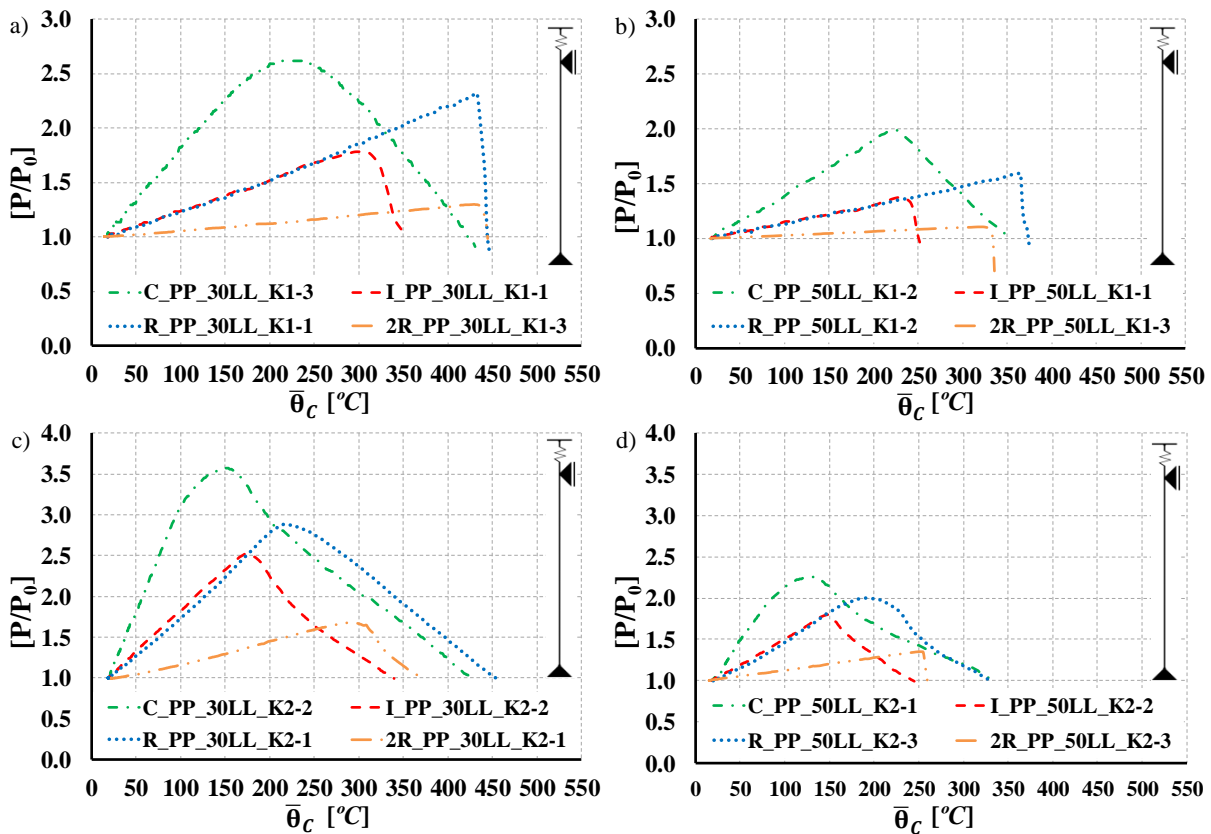 a)
[P/P0]
3.0
2.5
2.0
1.5
1.0
0.5
0.0
C_PP_30LL_K1-3 I_PP_30LL_K1-1
R_PP_30LL_K1-1 2R_PP_30LL_K1-3
0 50 100 150 200 250 300 350 400 450 500 550
θ̅C [ºC]
b)
[P/P0]
3.0
2.5
2.0
1.5
1.0
0.5
0.0
C_PP_50LL_K1-2 I_PP_50LL_K1-1
R_PP_50LL_K1-2 2R_PP_50LL_K1-3
0 50 100 150 200 250 300 350 400 450 500 550
θ̅C [ºC]
c)
[P/P0]
4.0
3.5
3.0
2.5
2.0
1.5
1.0
0.5
0.0
C_PP_30LL_K2-2 I_PP_30LL_K2-2
R_PP_30LL_K2-1 2R_PP_30LL_K2-1
0 50 100 150 200 250 300 350 400 450 500 550
θ̅C [ºC]
d)
[P/P0]
4.0
3.5
3.0
2.5
2.0
1.5
1.0
0.5
0.0
C_PP_50LL_K2-1 I_PP_50LL_K2-2
R_PP_50LL_K2-3 2R_PP_50LL_K2-3
0 50 100 150 200 250 300 350 400 450 500 550
θ̅C [ºC]